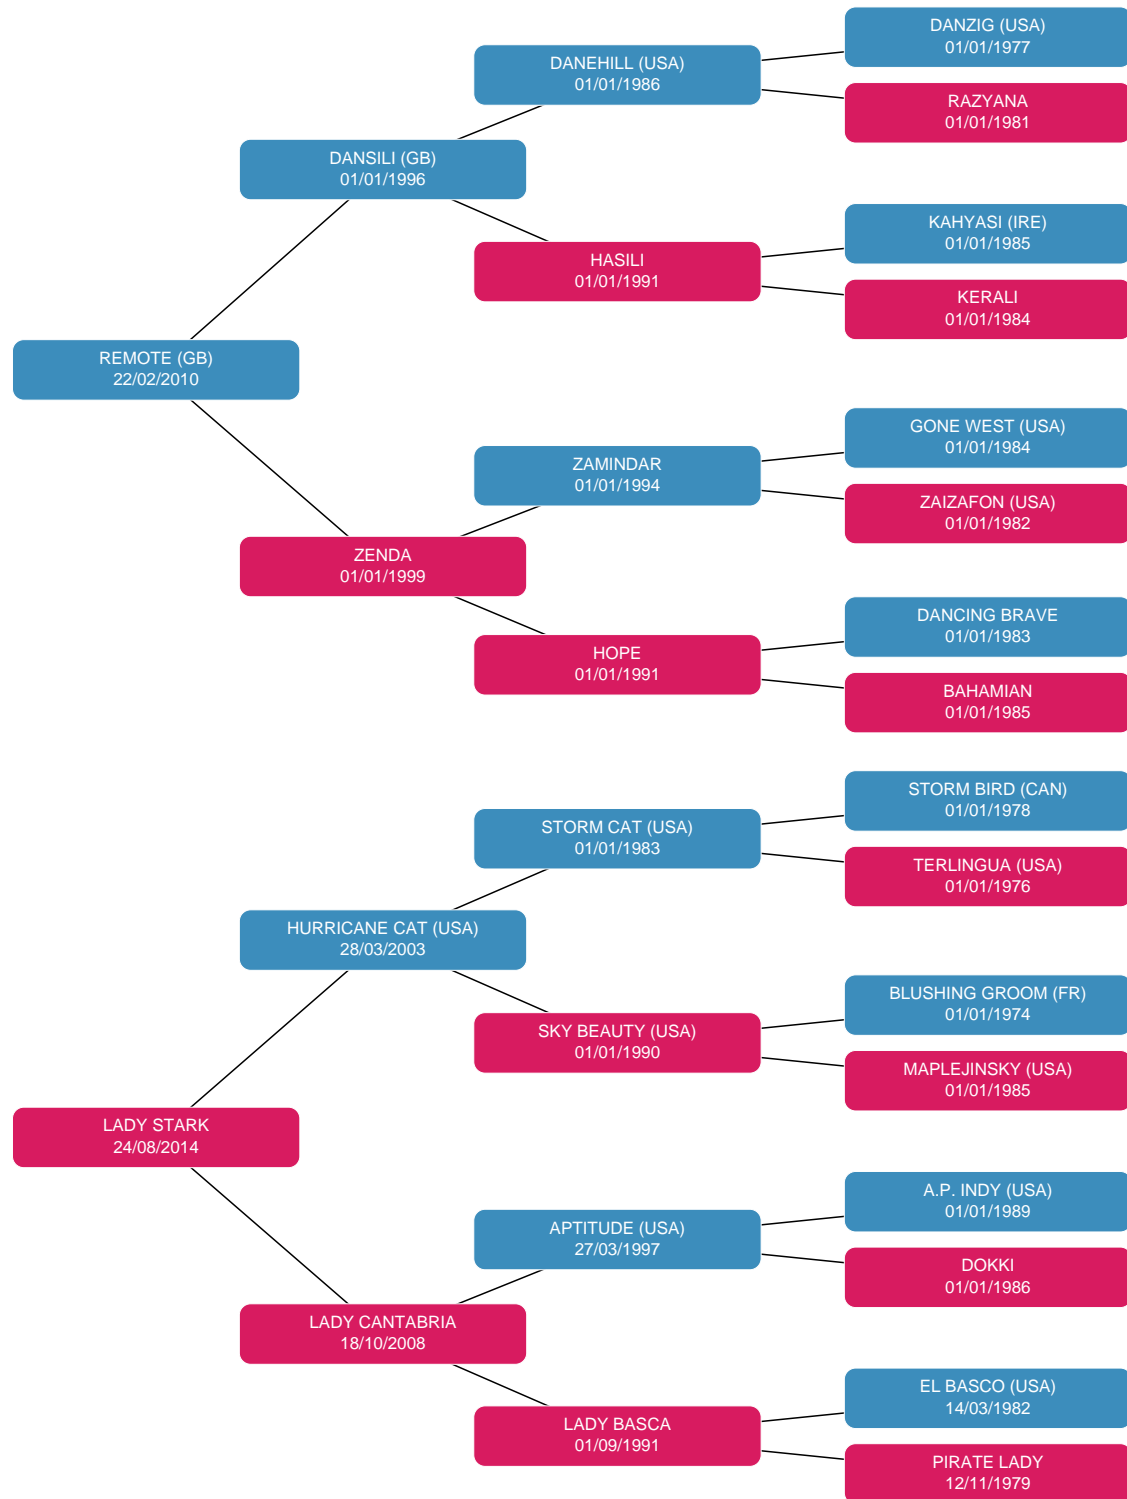 DANZIG (USA)
01/01/1977
DANEHILL (USA)
01/01/1986
RAZYANA
01/01/1981
DANSILI (GB)
01/01/1996
KAHYASI (IRE)
01/01/1985
HASILI
01/01/1991
KERALI
01/01/1984
REMOTE (GB)
22/02/2010
GONE WEST (USA)
01/01/1984
ZAMINDAR
01/01/1994
ZAIZAFON (USA)
01/01/1982
ZENDA
01/01/1999
DANCING BRAVE
01/01/1983
HOPE
01/01/1991
BAHAMIAN
01/01/1985
STORM BIRD (CAN)
01/01/1978
STORM CAT (USA)
01/01/1983
TERLINGUA (USA)
01/01/1976
HURRICANE CAT (USA)
28/03/2003
BLUSHING GROOM (FR)
01/01/1974
SKY BEAUTY (USA)
01/01/1990
MAPLEJINSKY (USA)
01/01/1985
LADY STARK
24/08/2014
A.P. INDY (USA)
01/01/1989
APTITUDE (USA)
27/03/1997
DOKKI
01/01/1986
LADY CANTABRIA
18/10/2008
EL BASCO (USA)
14/03/1982
LADY BASCA
01/09/1991
PIRATE LADY
12/11/1979